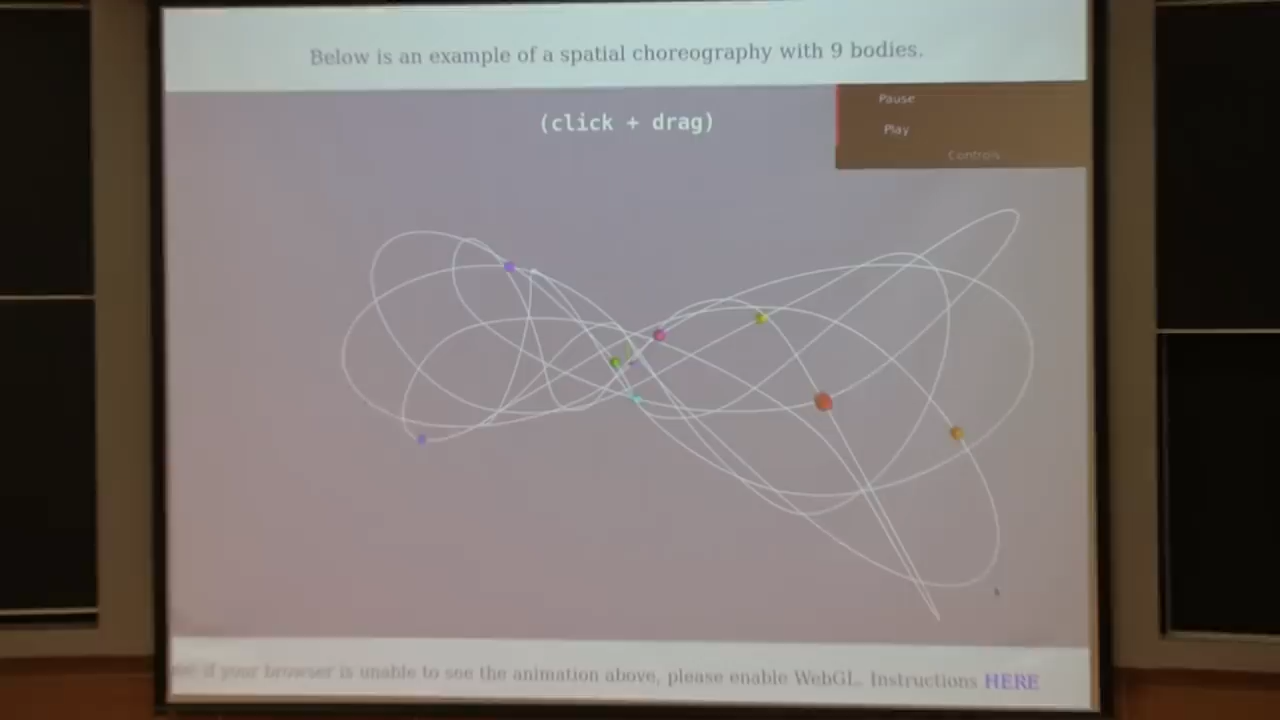 Below is an example of a spatial choreography with 9 bodies.
(click + drag)
Pause
Play
Controls
if your browser is unable to see the animation above, please enable WebGL. Instructions HERE